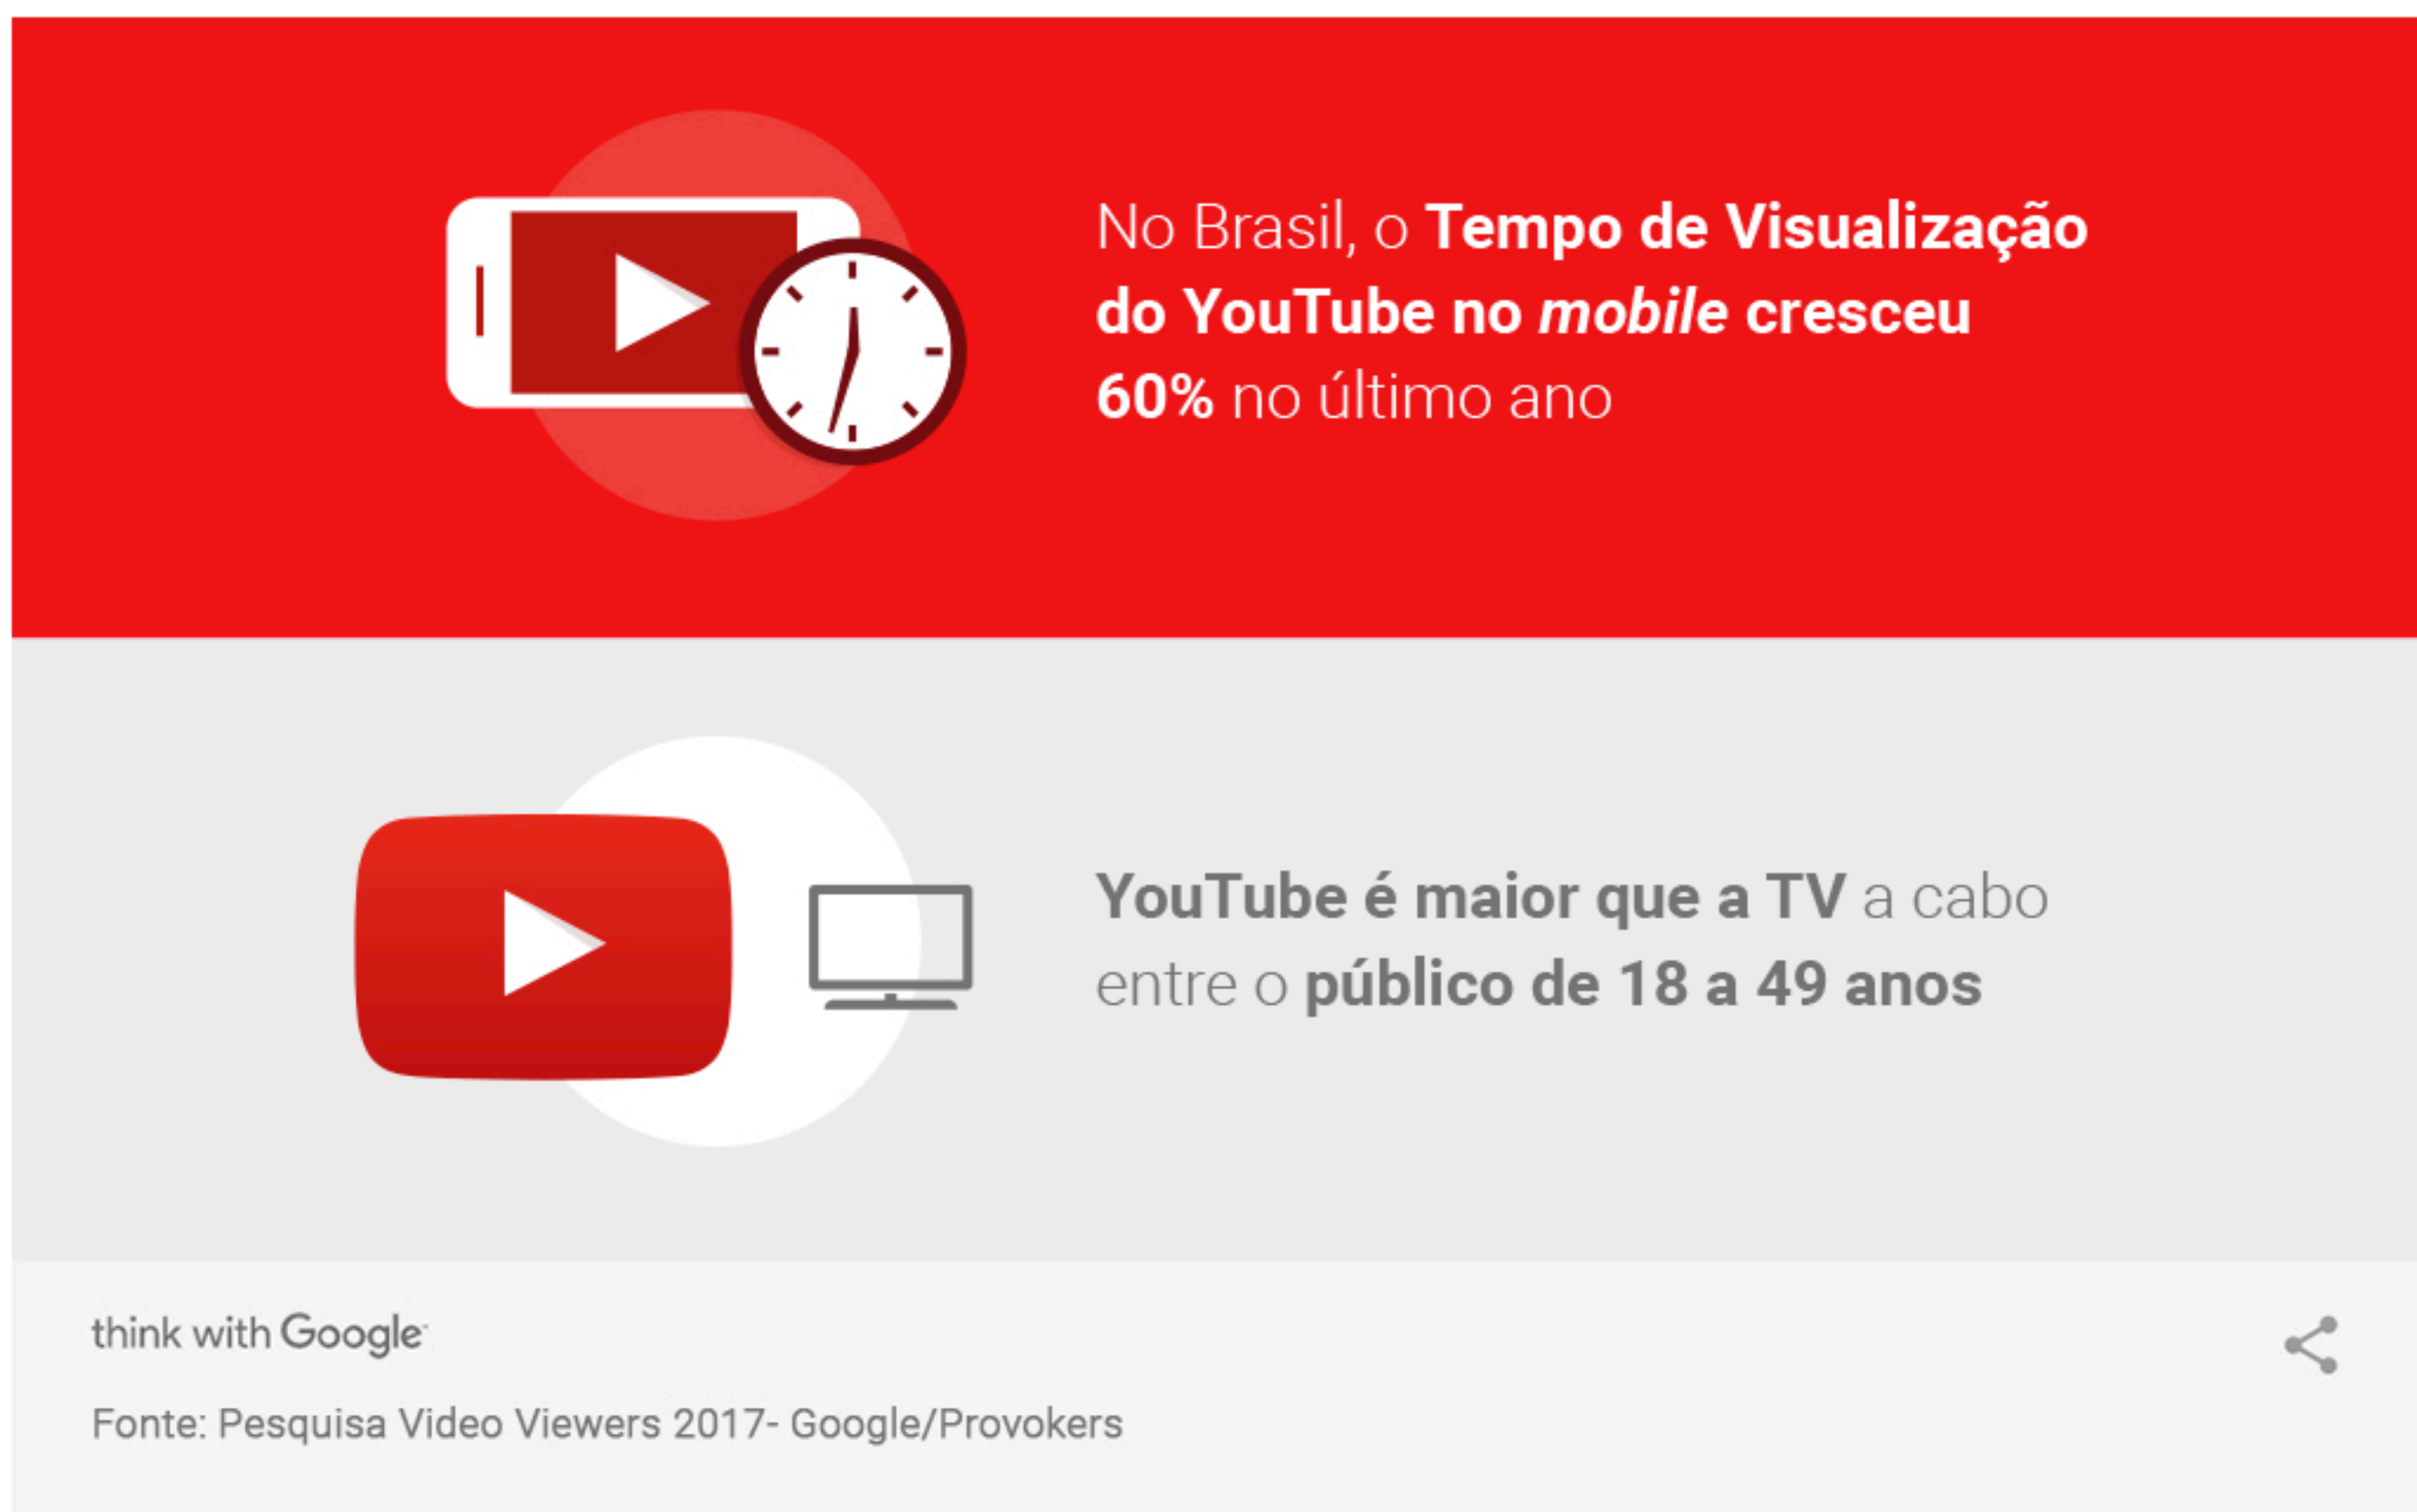 No Brasil, o Tempo de Visualização
do YouTube no mobile cresceu
60% no último ano
YouTube é maior que a TV a cabo
entre o público de 18 a 49 anos
think with Google
Fonte: Pesquisa Video Viewers 2017- Google/Provokers